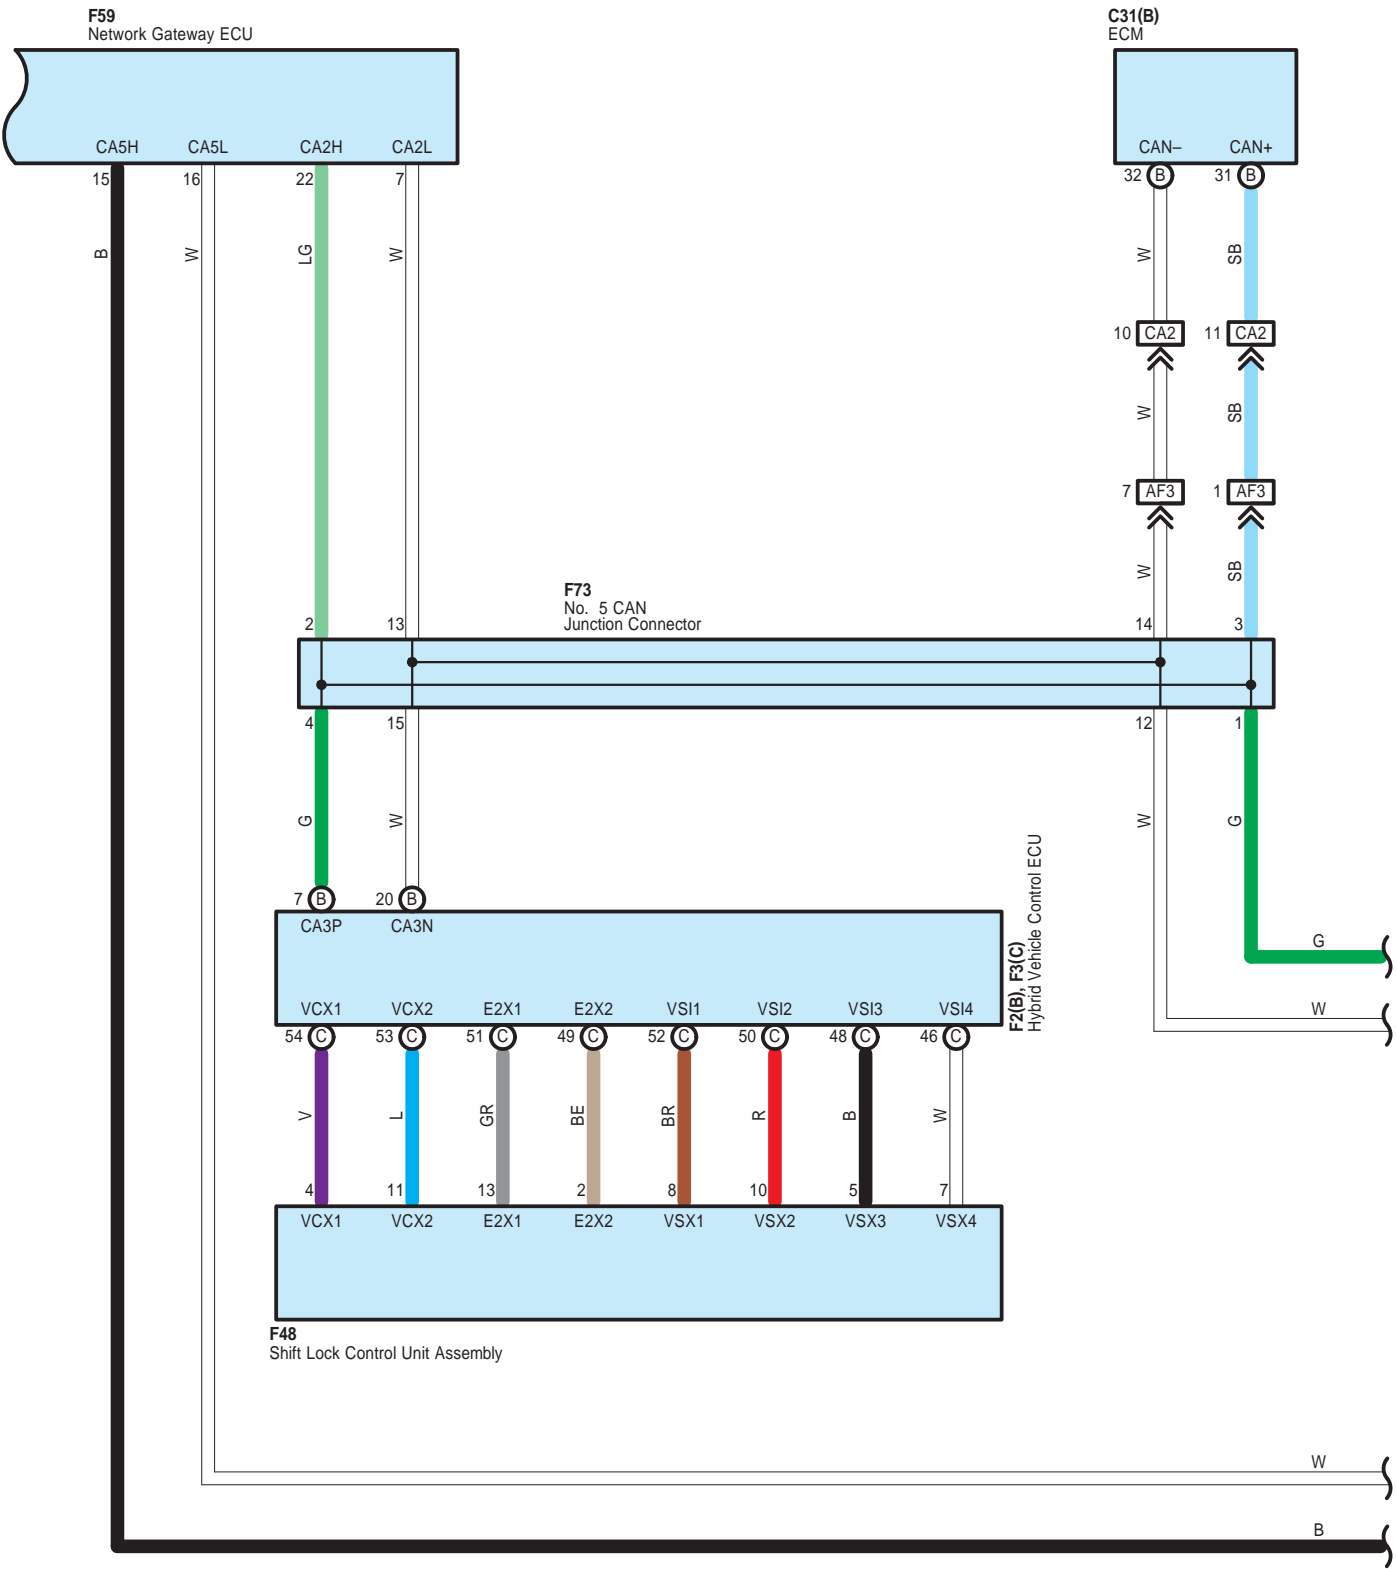 F59
Network Gateway ECU
C31(B)
ECM
CA5H CA5L CA2H CA2L
CAN– CAN+
15 16 22 7
32 B 31 B
B W LG W W SB
10 CA2 11 CA2
W SB
7 AF3 1 AF3
W SB
F73
No. 5 CAN
Junction Connector
2 13 14 3
4 15 12 1
G W W G
7 B 20 B
CA3P CA3N
F2(B), F3(C)
Hybrid Vehicle Control ECU
G
W
VCX1 VCX2 E2X1 E2X2 VSI1 VSI2 VSI3 VSI4
54 C 53 C 51 C 49 C 52 C 50 C 48 C 46 C
V L GR BE BR R B W
4 11 13 2 8 10 5 7
VCX1 VCX2 E2X1 E2X2 VSX1 VSX2 VSX3 VSX4
F48
Shift Lock Control Unit Assembly
W
B